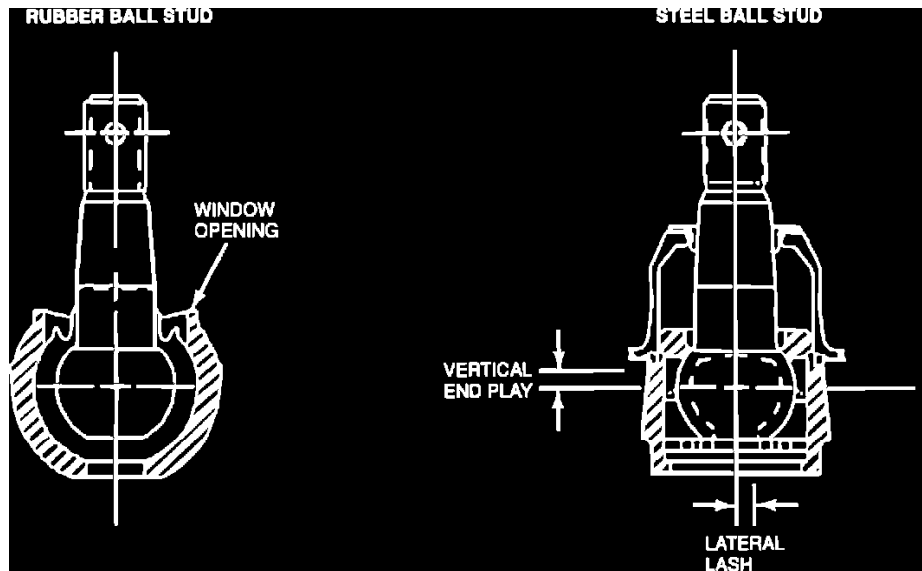 RUBBER BALL STUD
STEEL BALL STUD
WINDOW
OPENING
VERTICAL
END PLAY
LATERAL
LASH